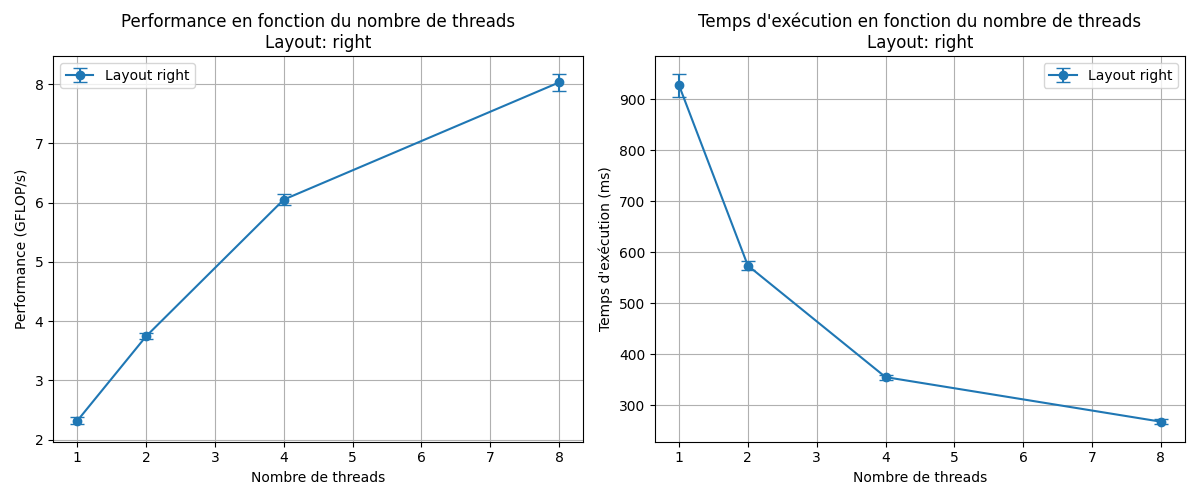 Performance en fonction du nombre de threads
Layout: right
Layout right
8
7
6
5
4
3
2
Performance (GFLOP/s)
1 2 3 4 5 6 7 8
Nombre de threads
Temps d'exécution en fonction du nombre de threads
Layout: right
Layout right
900
800
700
600
500
400
300
Temps d'exécution (ms)
1 2 3 4 5 6 7 8
Nombre de threads